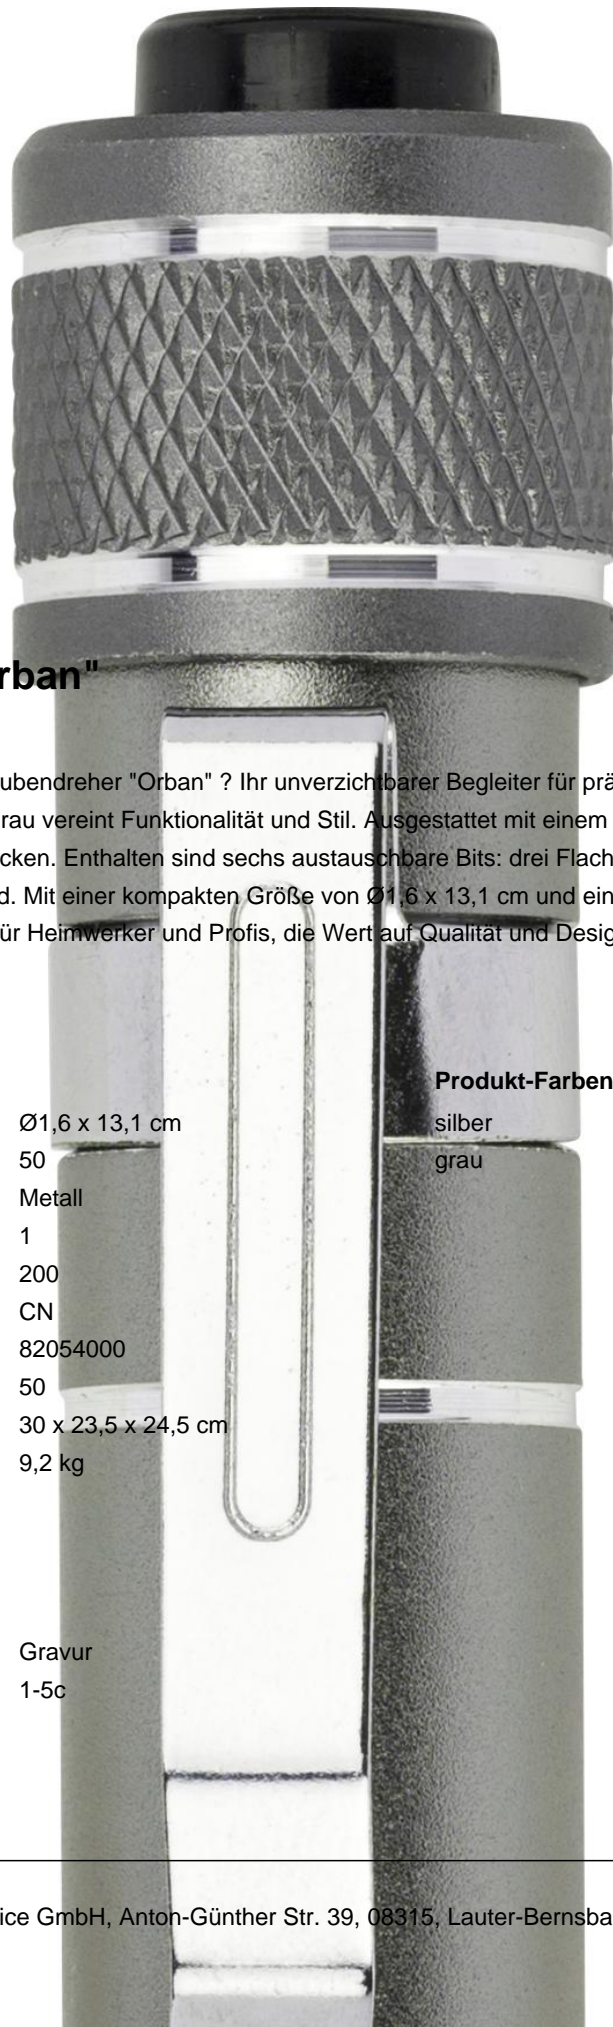 rban"
ubendreher "Orban" ? Ihr unverzichtbarer Begleiter für prä
rau vereint Funktionalität und Stil. Ausgestattet mit einem
cken. Enthalten sind sechs austauschbare Bits: drei Flach
d. Mit einer kompakten Größe von Ø1,6 x 13,1 cm und ein
ür Heimwerker und Profis, die Wert auf Qualität und Desig
Produkt-Farben
Ø1,6 x 13,1 cm silber
50 grau
Metall
1
200
CN
82054000
50
30 x 23,5 x 24,5 cm
9,2 kg
Gravur
1-5c
ice GmbH, Anton-Günther Str. 39, 08315, Lauter-Bernsba